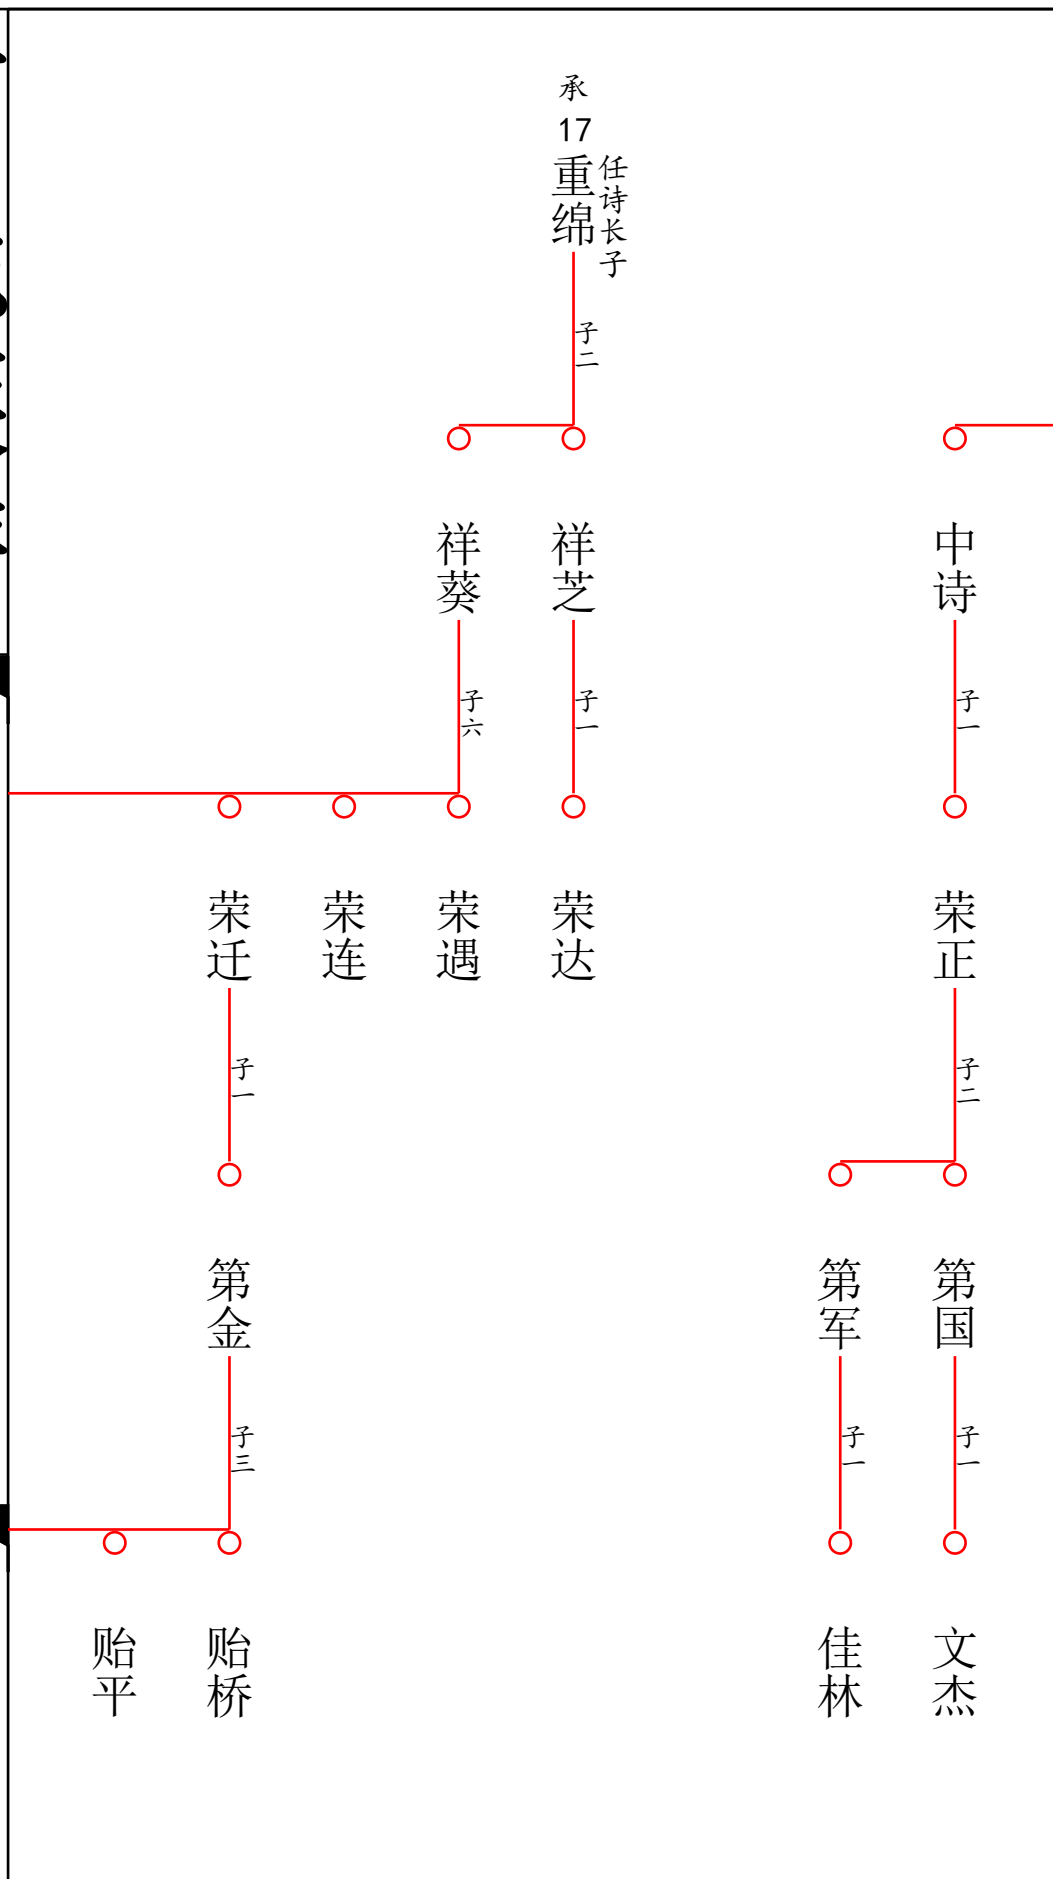 中诗
子一
荣正
子二
第国
子一
文杰
第军
子一
佳林
承
17
重绵
任诗长子
子二
祥芝
子一
荣达
祥葵
子六
荣遇
荣连
荣迁
子一
第金
子三
贻桥
贻平